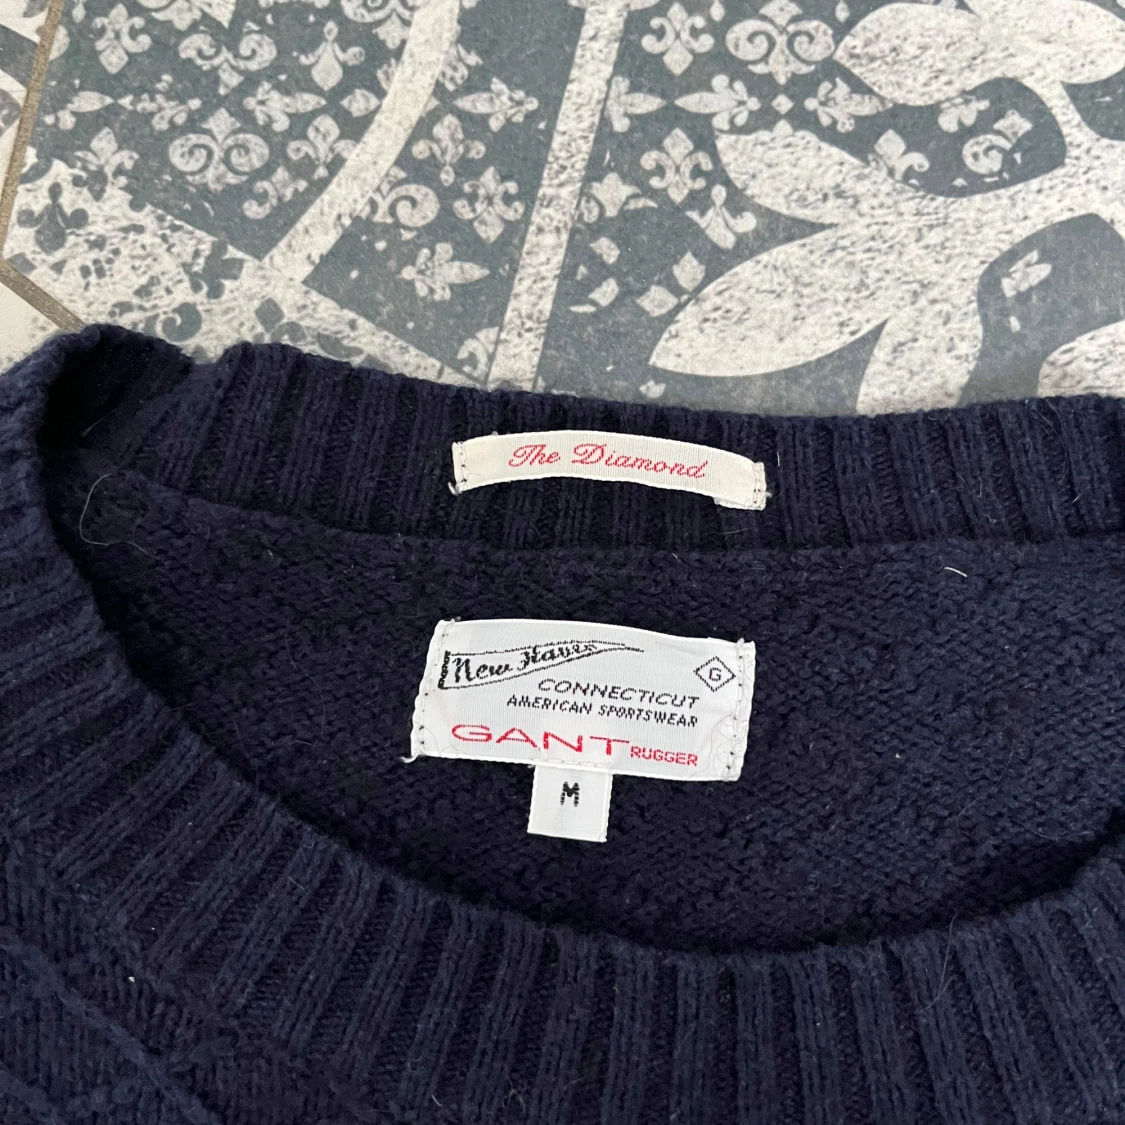 The Diamond
New Haven
G
CONNECTICUT
AMERICAN SPORTSWEAR
GANT RUGGER
M